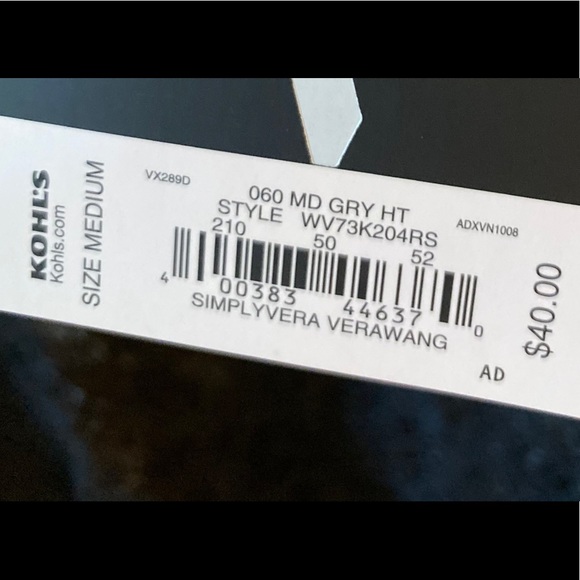 KOHL'S
Kohls.com
SIZE MEDIUM
VX289D
060 MD GRY HT
ADXVN1008
STYLE WV73K204RS
210 50 52
4 00383 44637 0
SIMPLYVERA VERAWANG
AD
$40.00